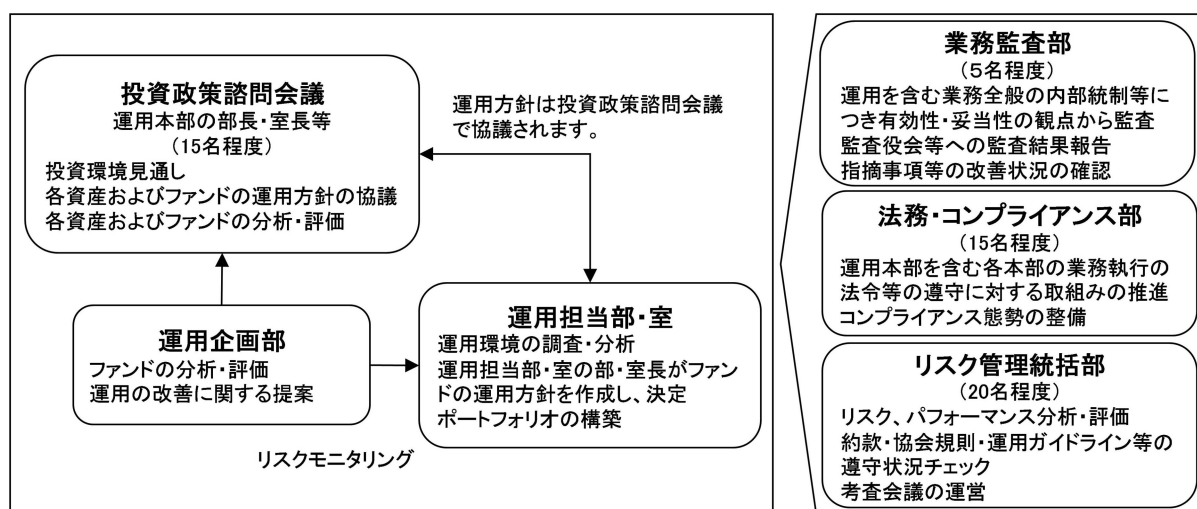 投資政策諮問会議
運用本部の部長・室長等
(15名程度)
投資環境見通し
各資産およびファンドの運用方針の協議
各資産およびファンドの分析・評価
運用方針は投資政策諮問会議
で協議されます。
運用企画部
ファンドの分析・評価
運用の改善に関する提案
運用担当部・室
運用環境の調査・分析
運用担当部・室の部・室長がファン
ドの運用方針を作成し、決定
ポートフォリオの構築
リスクモニタリング
業務監査部
(5名程度)
運用を含む業務全般の内部統制等に
つき有効性・妥当性の観点から監査
監査役会等への監査結果報告
指摘事項等の改善状況の確認
法務・コンプライアンス部
(15名程度)
運用本部を含む各本部の業務執行の
法令等の遵守に対する取組みの推進
コンプライアンス態勢の整備
リスク管理統括部
(20名程度)
リスク、パフォーマンス分析・評価
約款・協会規則・運用ガイドライン等の
遵守状況チェック
考査会議の運営